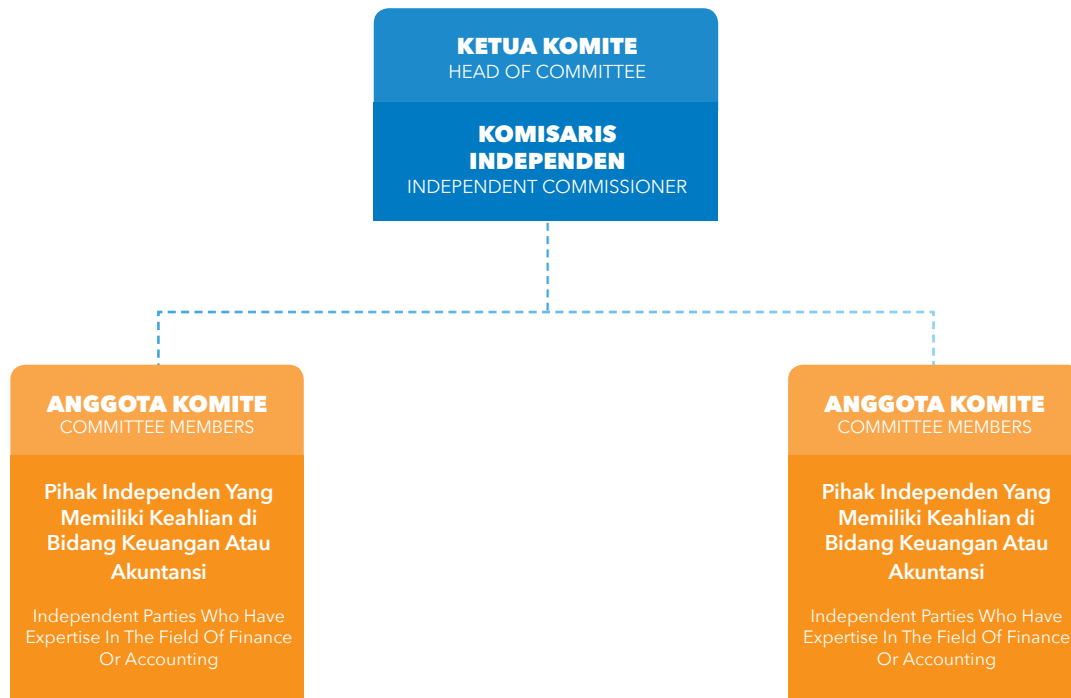 KETUA KOMITE
HEAD OF COMMITTEE
KOMISARIS
INDEPENDEN
INDEPENDENT COMMISSIONER
ANGGOTA KOMITE
COMMITTEE MEMBERS
Pihak Independen Yang
Memiliki Keahlian di
Bidang Keuangan Atau
Akuntansi
Independent Parties Who Have
Expertise In The Field Of Finance
Or Accounting
ANGGOTA KOMITE
COMMITTEE MEMBERS
Pihak Independen Yang
Memiliki Keahlian di
Bidang Keuangan Atau
Akuntansi
Independent Parties Who Have
Expertise In The Field Of Finance
Or Accounting